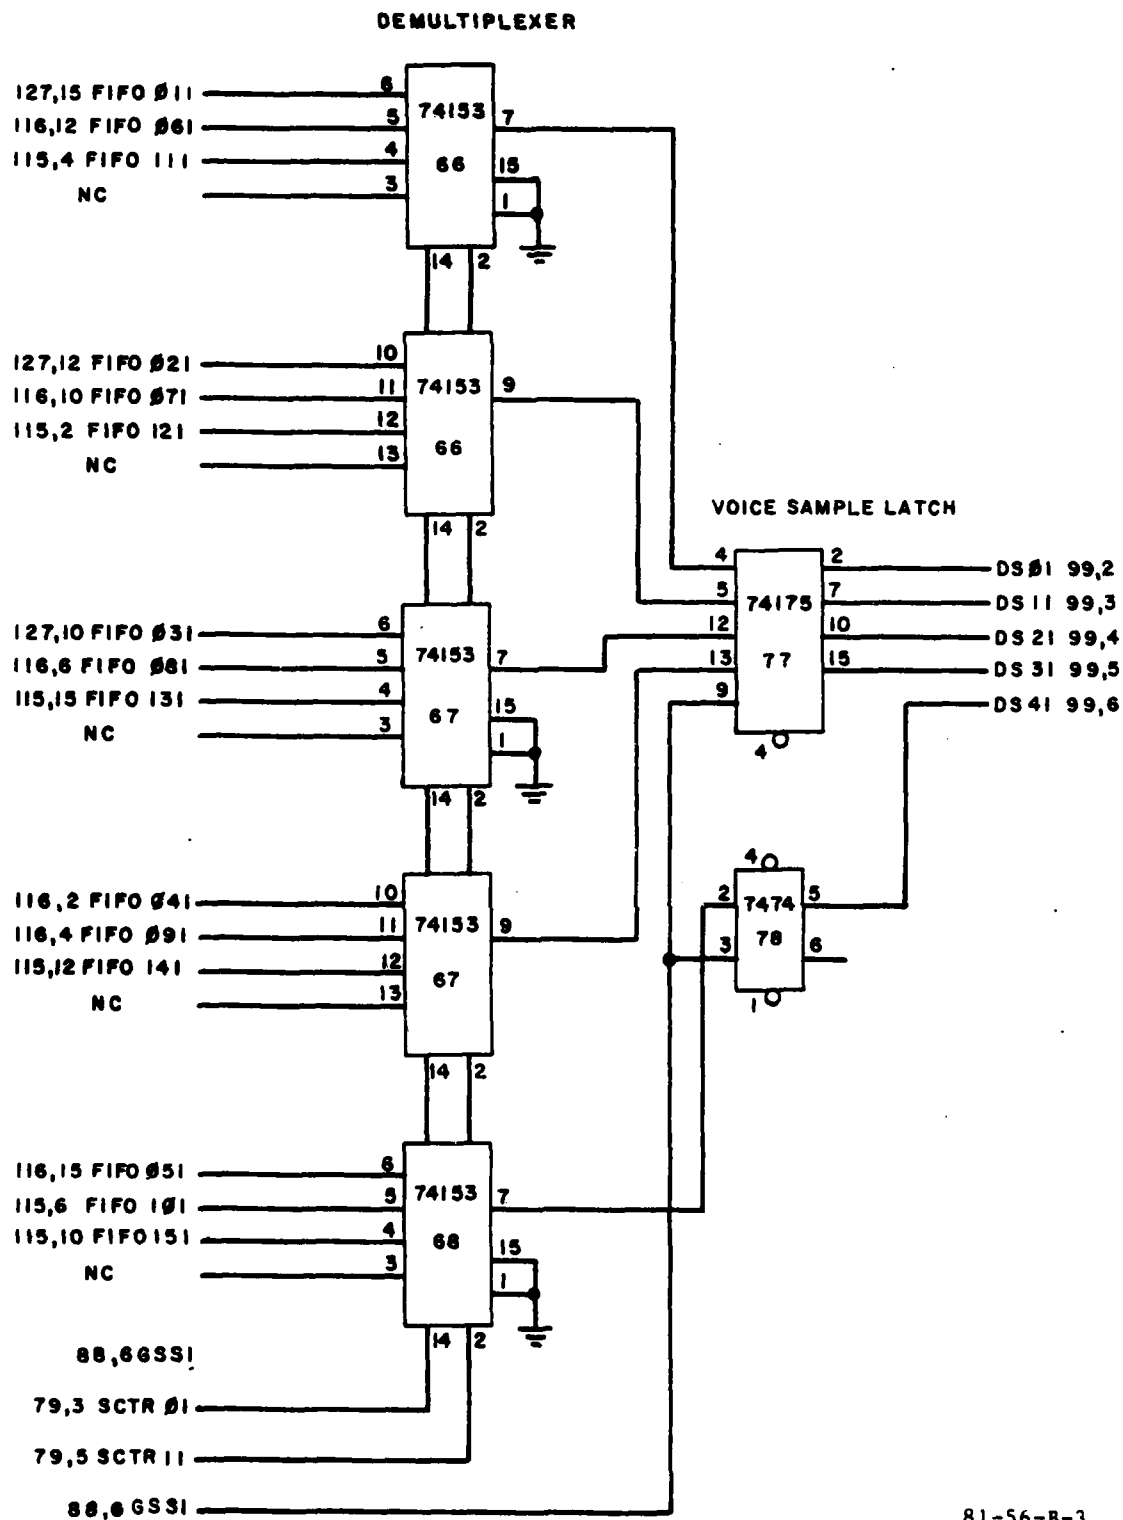 DEMULTIPLEXER
127,15 FIFO Ø11
6
116,12 FIFO Ø61
5
115,4 FIFO 111
4
NC
3
74153
66
7
15
1
14
2
127,12 FIFO Ø21
10
116,10 FIFO Ø71
11
115,2 FIFO 121
12
NC
13
74153
66
9
14
2
VOICE SAMPLE LATCH
4
5
12
13
9
74175
77
4
2
7
10
15
DSØ1 99,2
DS11 99,3
DS21 99,4
DS31 99,5
DS41 99,6
127,10 FIFO Ø31
6
116,6 FIFO Ø81
5
115,15 FIFO 131
4
NC
3
74153
67
7
15
1
14
2
116,2 FIFO Ø41
10
116,4 FIFO Ø91
11
115,12 FIFO 141
12
NC
13
74153
67
9
14
2
4
2
3
7474
78
5
6
1
116,15 FIFO Ø51
6
115,6 FIFO 1Ø1
5
115,10 FIFO 151
4
NC
3
74153
68
7
15
1
14
2
88,6GSS1
79,3 SCTR Ø1
79,5 SCTR 11
88,6 GSS1
81-56-B-3